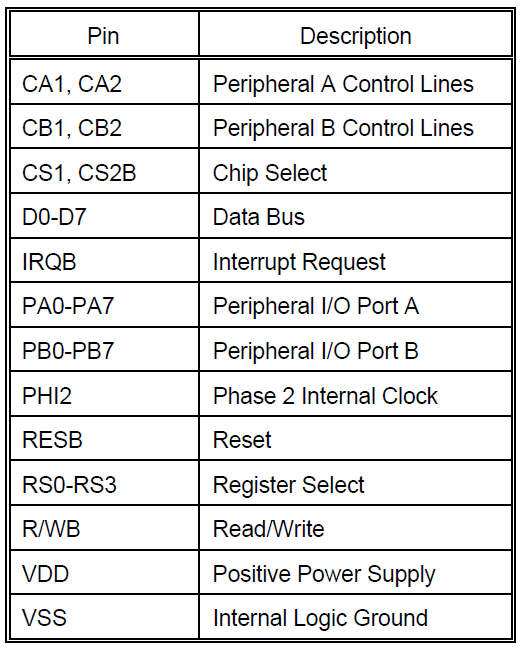 Pin Description
CA1, CA2 Peripheral A Control Lines
CB1, CB2 Peripheral B Control Lines
CS1, CS2B Chip Select
D0-D7 Data Bus
IRQB Interrupt Request
PA0-PA7 Peripheral I/O Port A
PB0-PB7 Peripheral I/O Port B
PHI2 Phase 2 Internal Clock
RESB Reset
RS0-RS3 Register Select
R/WB Read/Write
VDD Positive Power Supply
VSS Internal Logic Ground